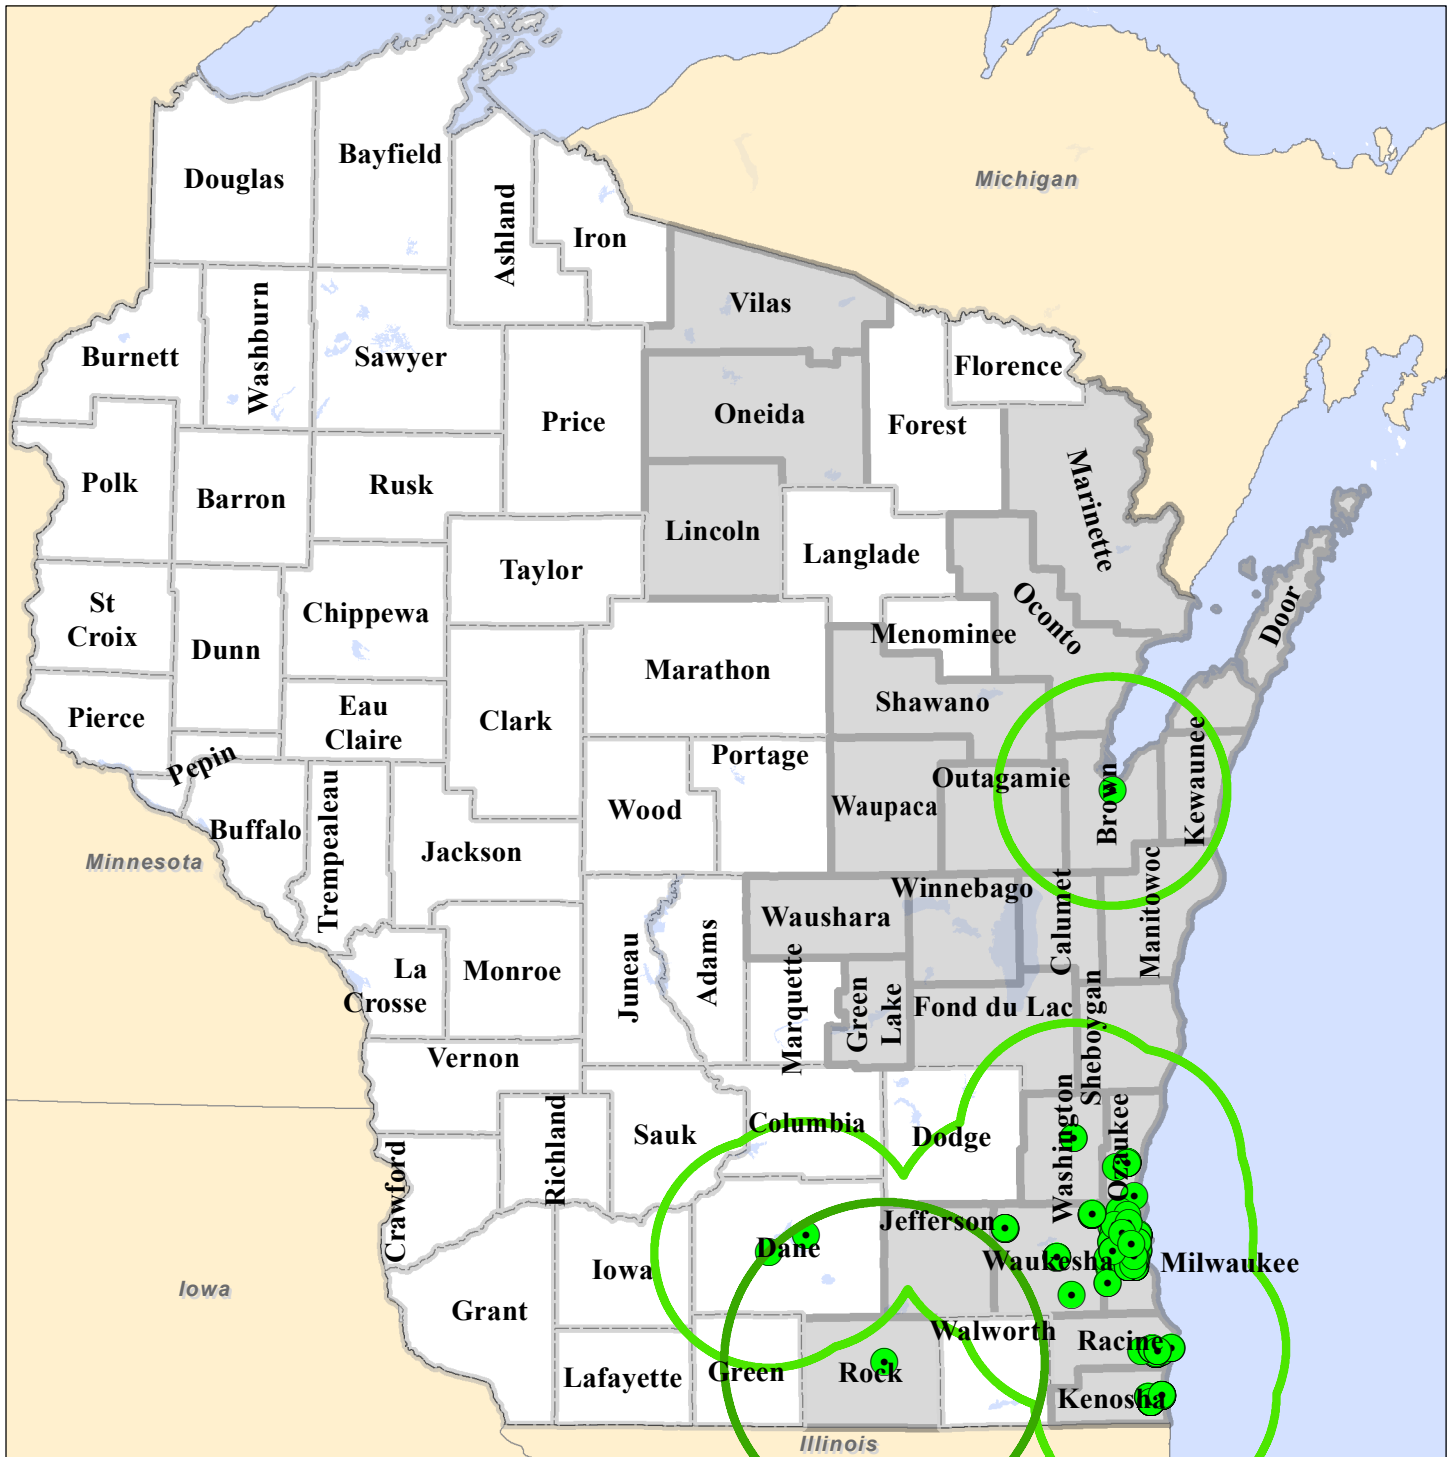 Michigan
Bayfield
Douglas
Ashland
Iron
Vilas
Burnett
Washburn
Sawyer
Florence
Price
Oneida
Forest
Polk
Barron
Rusk
Marinette
Lincoln
Langlade
Taylor
St
Croix
Chippewa
Oconto
Door
Dunn
Menominee
Marathon
Shawano
Pierce
Eau
Claire
Clark
Pepin
Portage
Outagamie
Waupaca
Wood
Brown
Kewaunee
Buffalo
Trempealeau
Minnesota
Jackson
Winnebago
Waushara
Calumet
Manitowoc
La
Crosse
Monroe
Juneau
Adams
Marquette
Green
Lake
Fond du Lac
Sheboygan
Vernon
Columbia
Dodge
Sauk
Richland
Washington
Ozaukee
Crawford
Jefferson
Dane
Waukesha
Milwaukee
Iowa
Iowa
Grant
Walworth
Racine
Lafayette
Green
Rock
Kenosha
Illinois